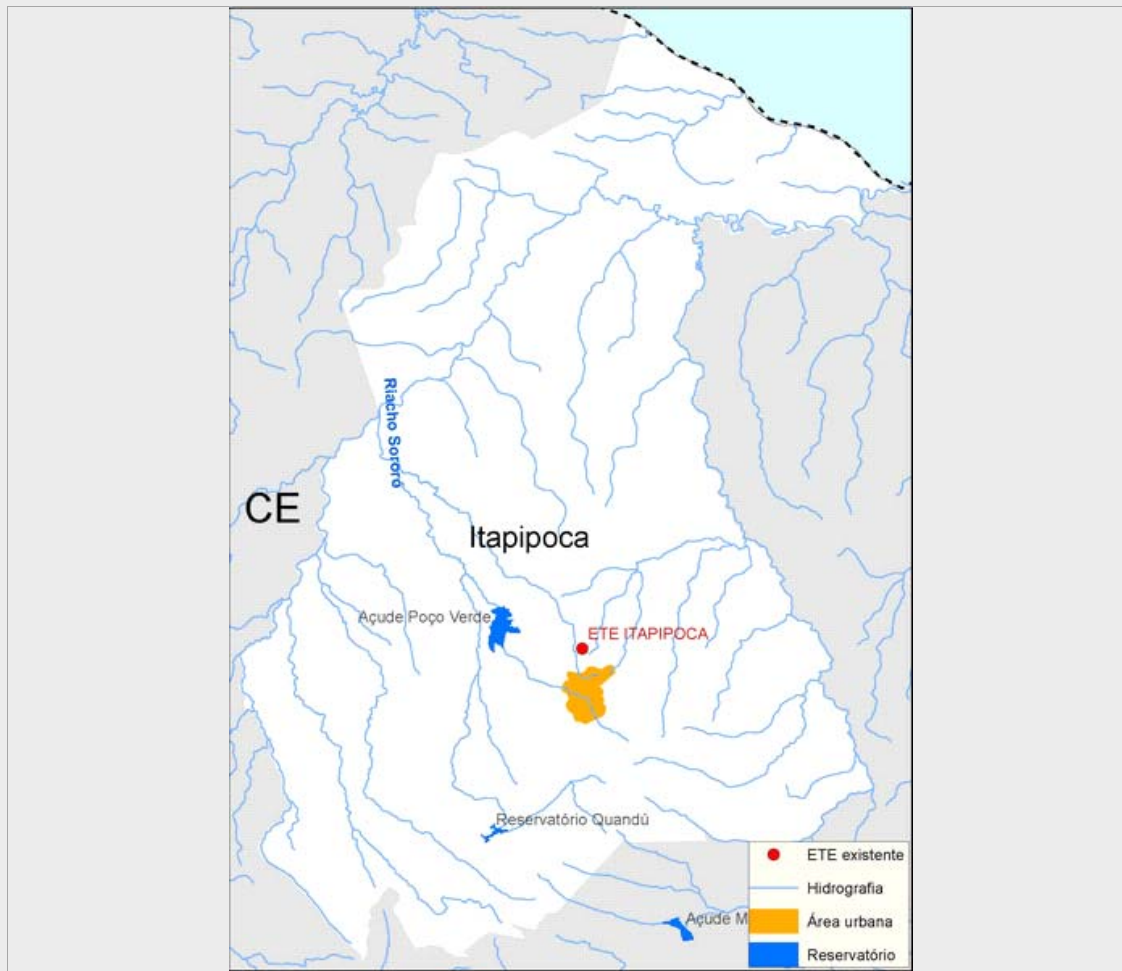 Riacho Sororó
CE
Itapipoca
Açude Poço Verde
ETE ITAPIPOCA
Reservatório Quandú
Açude M
ETE existente
Hidrografia
Área urbana
Reservatório